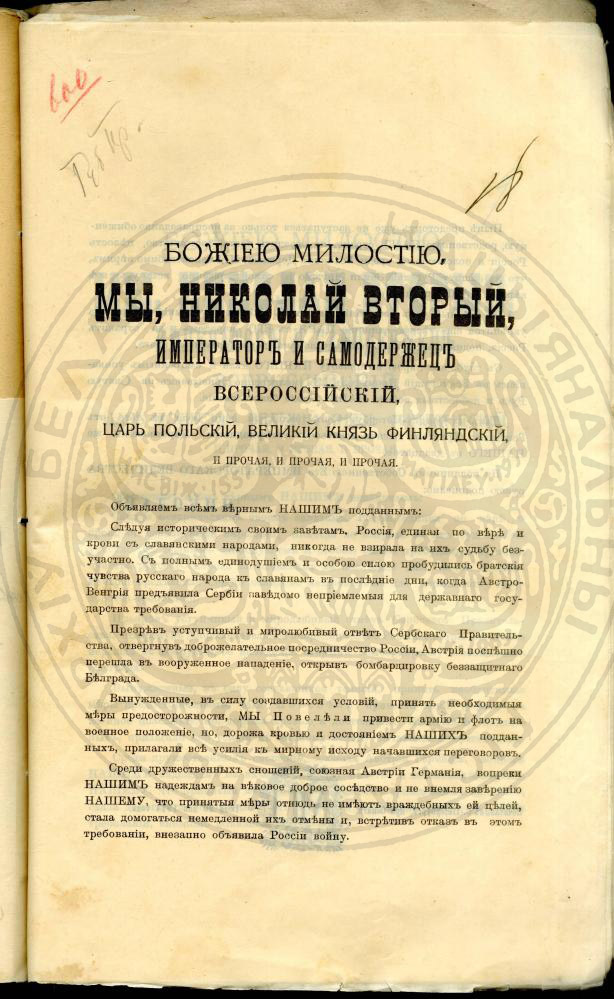 БОЖІЕЮ МИЛОСТІЮ,
МЫ, НИКОЛАЙ ВТОРЫЙ,
ИМПЕРАТОРЪ И САМОДЕРЖЕЦЪ
ВСЕРОССІЙСКІЙ,
ЦАРЬ ПОЛЬСКІЙ, ВЕЛИКІЙ КНЯЗЬ ФИНЛЯНДСКІЙ,
И ПРОЧАЯ, И ПРОЧАЯ, И ПРОЧАЯ.
Объявляемъ всѣмъ вѣрнымъ НАШИМЪ подданнымъ:
Слѣдуя историческимъ своимъ завѣтамъ, Россія, единая по вѣрѣ и
крови съ славянскими народами, никогда не взирала на ихъ судьбу без-
участно. Съ полнымъ единодушіемъ и особою силою пробудились братскія
чувства русскаго народа къ славянамъ въ послѣдніе дни, когда Австро-
Венгрія предъявила Сербіи завѣдомо непріемлемыя для державнаго госу-
дарства требованія.
Презрѣвъ уступчивый и миролюбивый отвѣтъ Сербскаго Правитель-
ства, отвергнувъ доброжелательное посредничество Россіи, Австрія поспѣшно
перешла въ вооруженное нападеніе, открывъ бомбардировку беззащитнаго
Бѣлграда.
Вынужденные, въ силу создавшихся условій, принять необходимыя
мѣры предосторожности, МЫ Повелѣли привести армію и флотъ на
военное положеніе, но, дорожа кровью и достояніемъ НАШИХЪ поддан-
ныхъ, прилагали всѣ усилія къ мирному исходу начавшихся переговоровъ.
Среди дружественныхъ сношеній, союзная Австріи Германія, вопреки
НАШИМЪ надеждамъ на вѣковое доброе сосѣдство и не внемля завѣренію
НАШЕМУ, что принятыя мѣры отнюдь не имѣютъ враждебныхъ ей цѣлей,
стала домогаться немедленной ихъ отмѣны и, встрѣтивъ отказъ въ этомъ
требованіи, внезапно объявила Россіи войну.